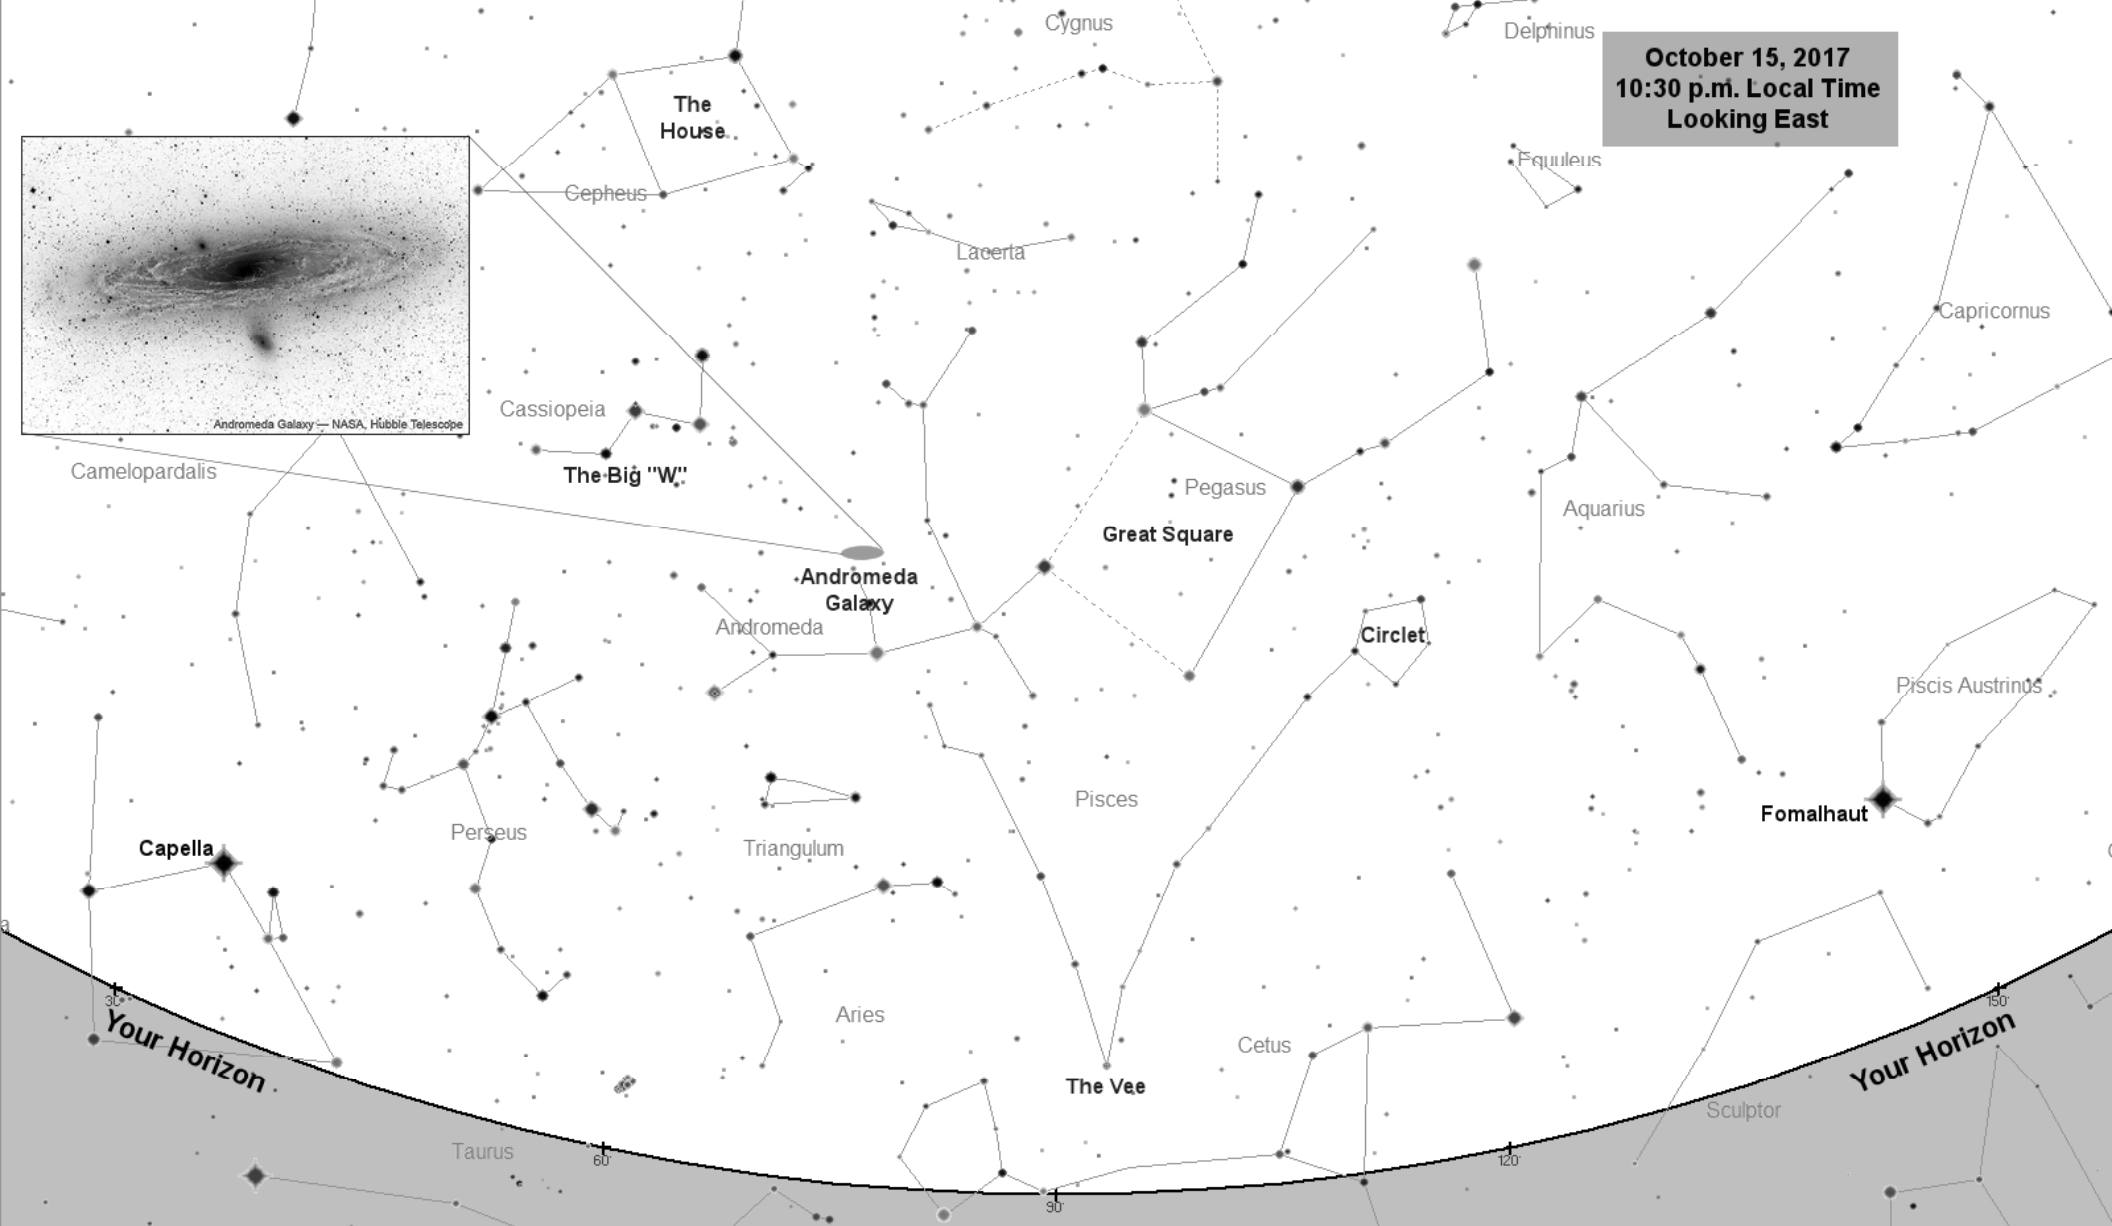 Cygnus
Delphinus
October 15, 2017
10:30 p.m. Local Time
Looking East
The
House
Equuleus
Cepheus
Lacerta
Capricornus
Cassiopeia
Andromeda Galaxy — NASA, Hubble Telescope
Camelopardalis
The Big "W"
Pegasus
Aquarius
Great Square
Andromeda
Galaxy
Andromeda
Circlet
Piscis Austrinus
Pisces
Fomalhaut
Perseus
Triangulum
Capella
30°
Your Horizon
Aries
Cetus
150°
Your Horizon
The Vee
Sculptor
Taurus
60°
120°
90°